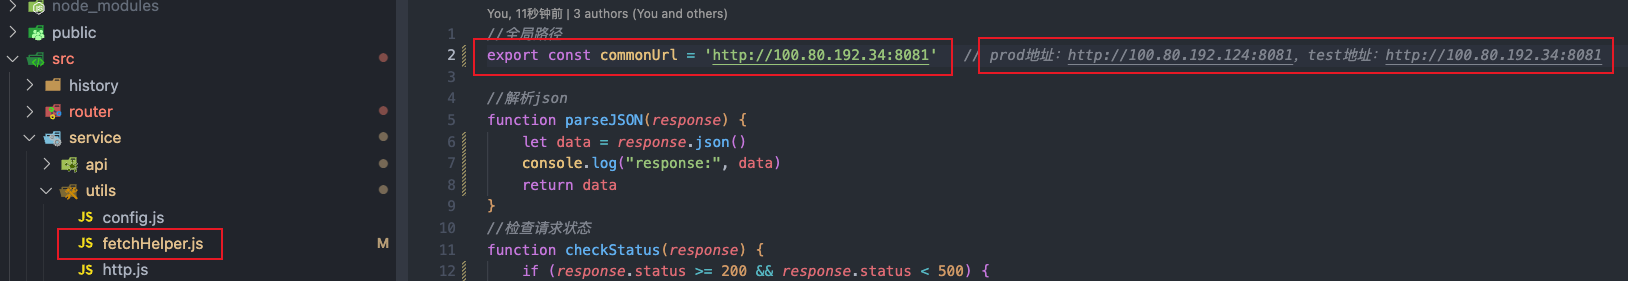 node_modules
public
src
history
router
service
api
utils
JS config.js
JS fetchHelper.js M
JS http.js
You, 11秒钟前 | 3 authors (You and others)
1 //全局路径
2 export const commonUrl = 'http://100.80.192.34:8081' // prod地址: http://100.80.192.124:8081, test地址: http://100.80.192.34:8081
3
4 //解析json
5 function parseJSON(response) {
6 let data = response.json()
7 console.log("response:", data)
8 return data
9 }
10 //检查请求状态
11 function checkStatus(response) {
12 if (response.status >= 200 && response.status < 500) {